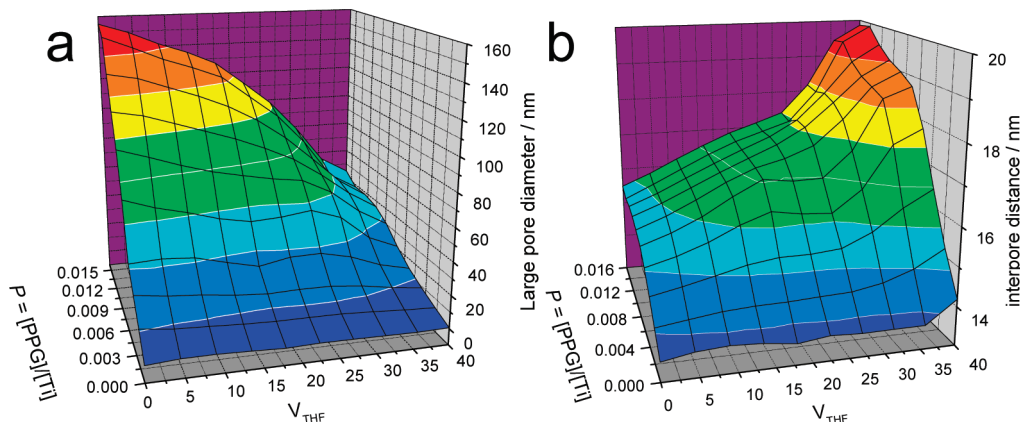 a
160
140
120
100
80
60
40
20
0
Large pore diameter / nm
0.015
0.012
0.009
0.006
0.003
0.000
P = [PPG]/[Ti]
0 5 10 15 20 25 30 35 40
V_THF
b
20
18
16
14
interpore distance / nm
0.016
0.012
0.008
0.004
0.000
P = [PPG]/[Ti]
0 5 10 15 20 25 30 35 40
V_THF